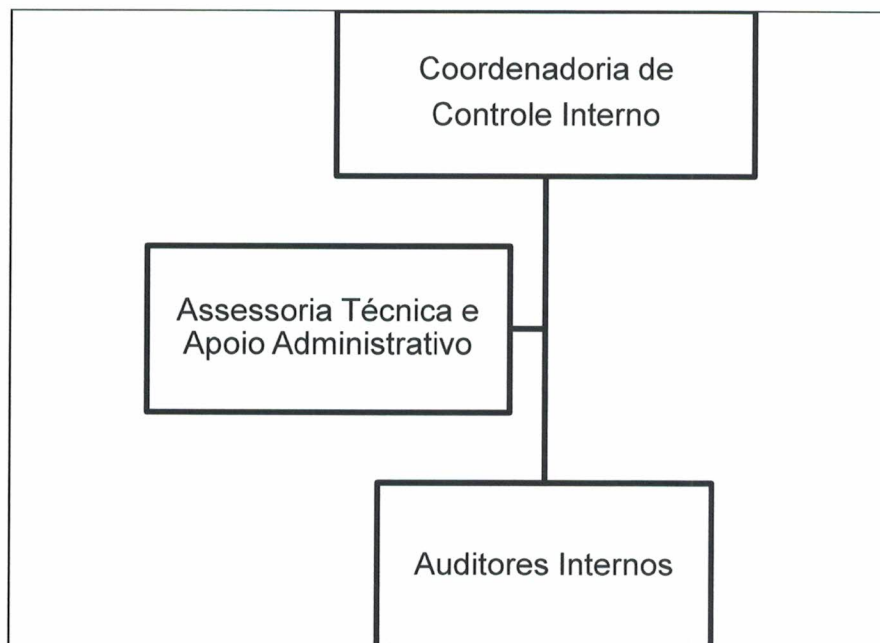 Coordenadoria de
Controle Interno
Assessoria Técnica e
Apoio Administrativo
Auditores Internos